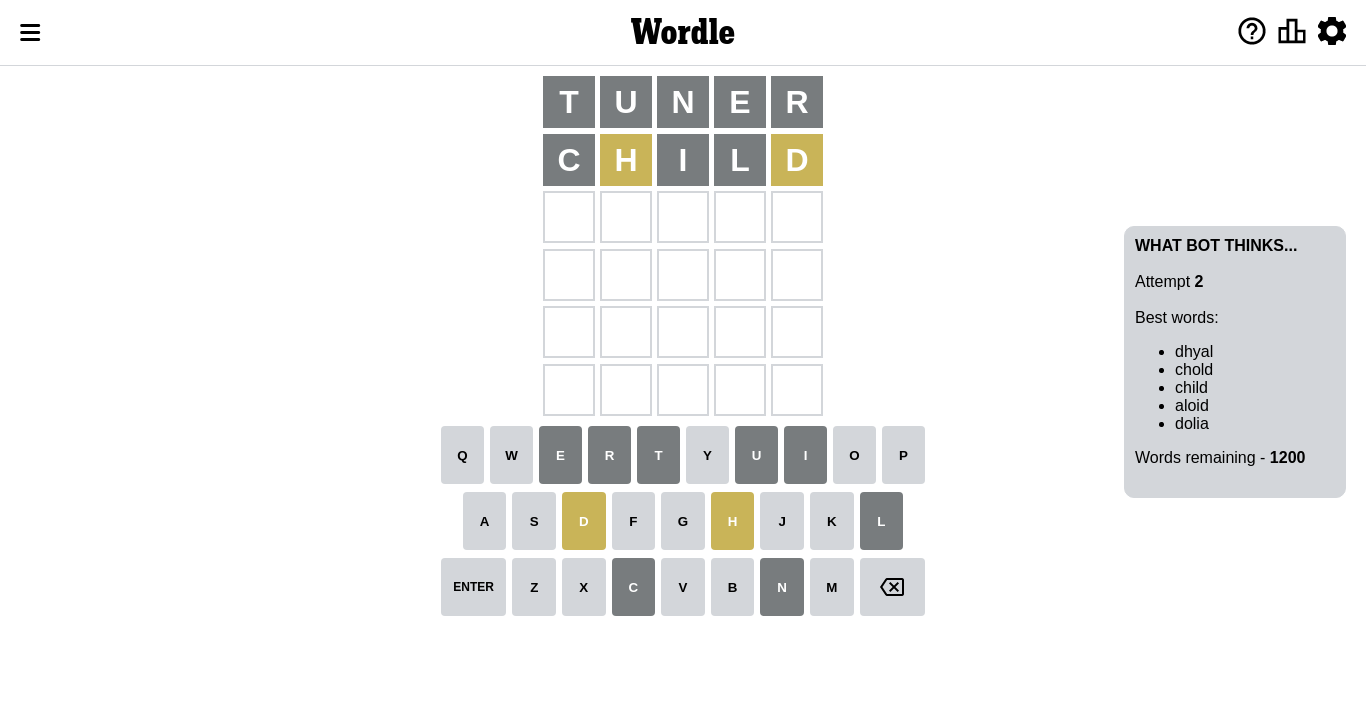 Wordle
T U N E R
C H I L D
WHAT BOT THINKS...
Attempt 2
Best words:
dhyal
chold
child
aloid
dolia
Words remaining - 1200
Q W E R T Y U I O P
A S D F G H J K L
ENTER Z X C V B N M